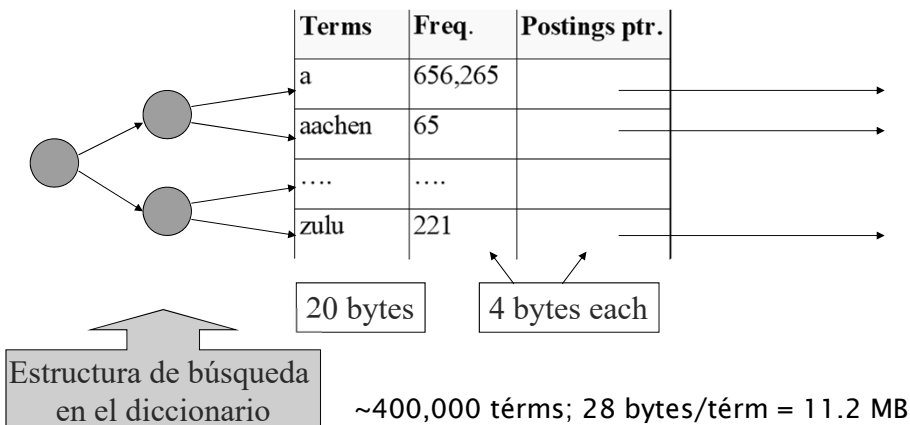 Terms Freq. Postings ptr.
a 656,265
aachen 65
.... ....
zulu 221
20 bytes 4 bytes each
Estructura de búsqueda
en el diccionario
~400,000 térms; 28 bytes/térm = 11.2 MB